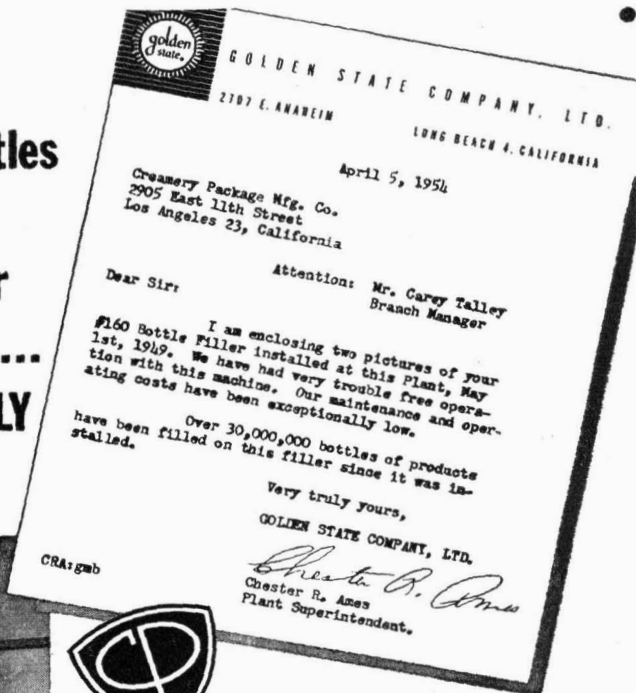 golden
state®
GOLDEN STATE COMPANY, LTD.
2707 E. ANAHEIM
LONG BEACH 4, CALIFORNIA
tles
r
...
LY
April 5, 1954
Creamery Package Mfg. Co.
2905 East 11th Street
Los Angeles 23, California
Attention: Mr. Carey Talley
Branch Manager
Dear Sir:
I am enclosing two pictures of your
#160 Bottle Filler installed at this Plant, May
1st, 1949. We have had very trouble free opera-
tion with this machine. Our maintenance and oper-
ating costs have been exceptionally low.
Over 30,000,000 bottles of products
have been filled on this filler since it was in-
stalled.
Very truly yours,
GOLDEN STATE COMPANY, LTD.
Chester R. Ames
Chester R. Ames
Plant Superintendent.
CRA:gmb
CP